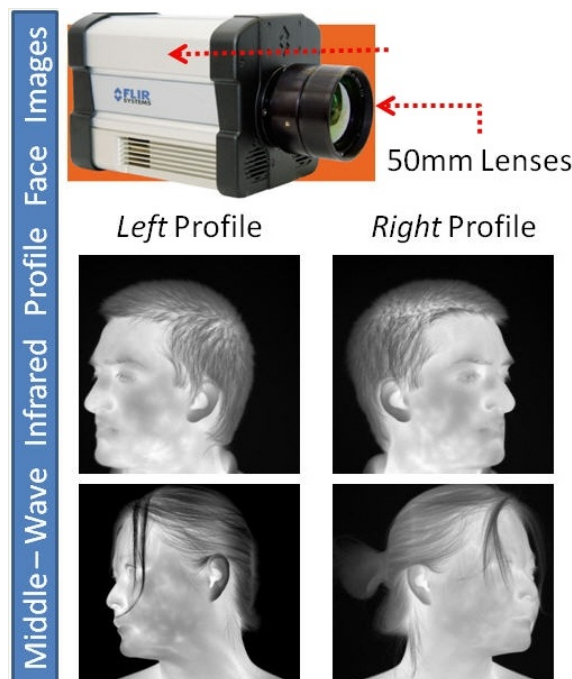 Middle– Wave Infrared Profile Face Images
FLIR
SYSTEMS
50mm Lenses
Left Profile
Right Profile